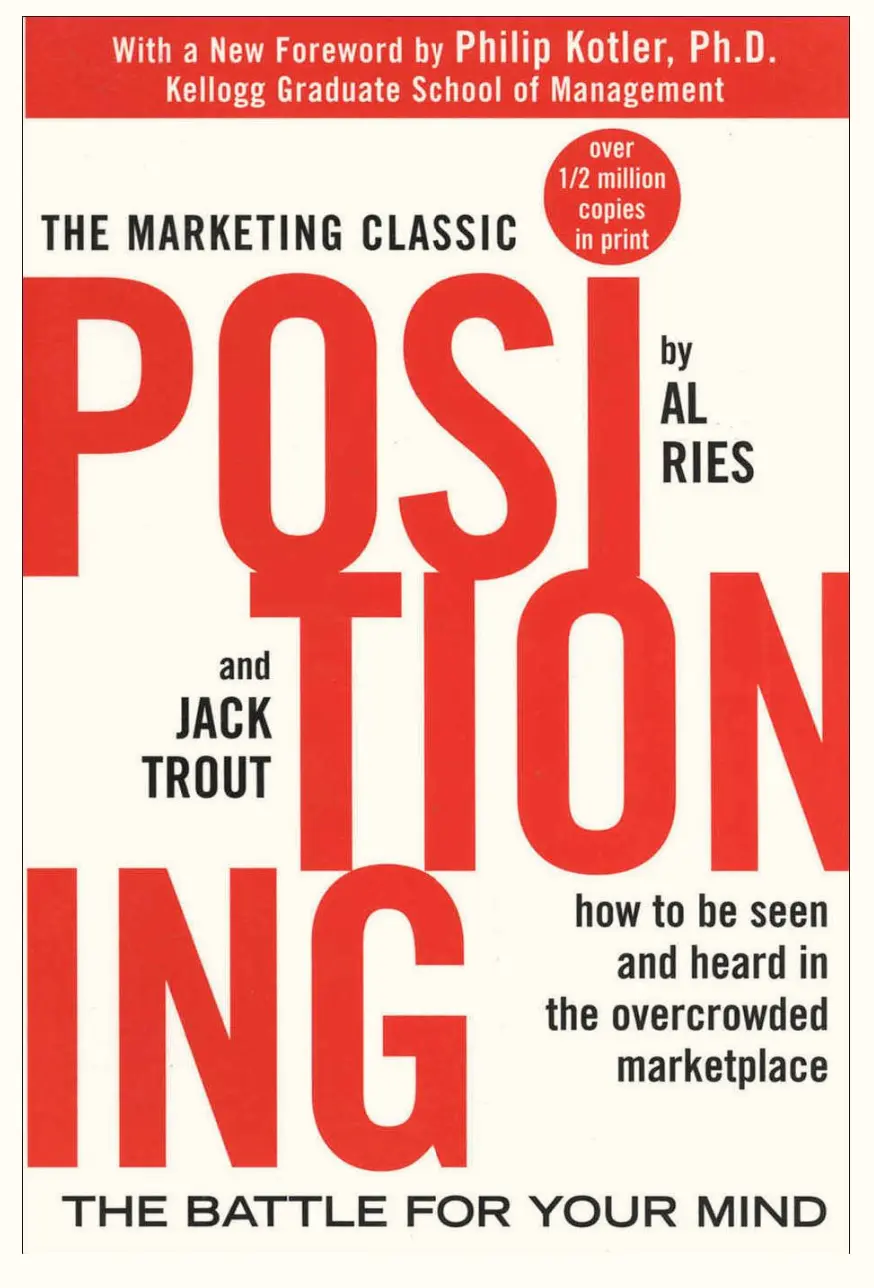 With a New Foreword by Philip Kotler, Ph.D.
Kellogg Graduate School of Management
over
1/2 million
copies
in print
THE MARKETING CLASSIC
POSI
by
AL
RIES
TION
and
JACK
TROUT
ING
how to be seen
and heard in
the overcrowded
marketplace
THE BATTLE FOR YOUR MIND